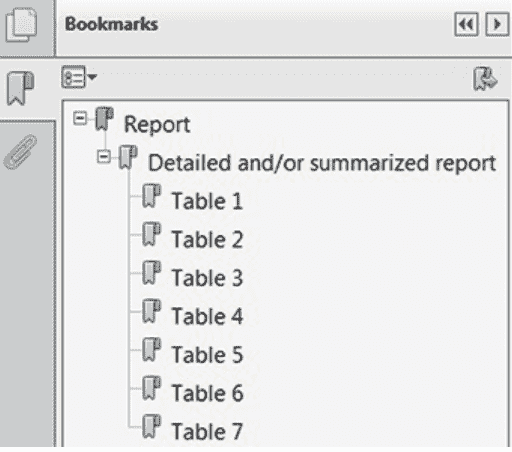 Bookmarks
Report
Detailed and/or summarized report
Table 1
Table 2
Table 3
Table 4
Table 5
Table 6
Table 7